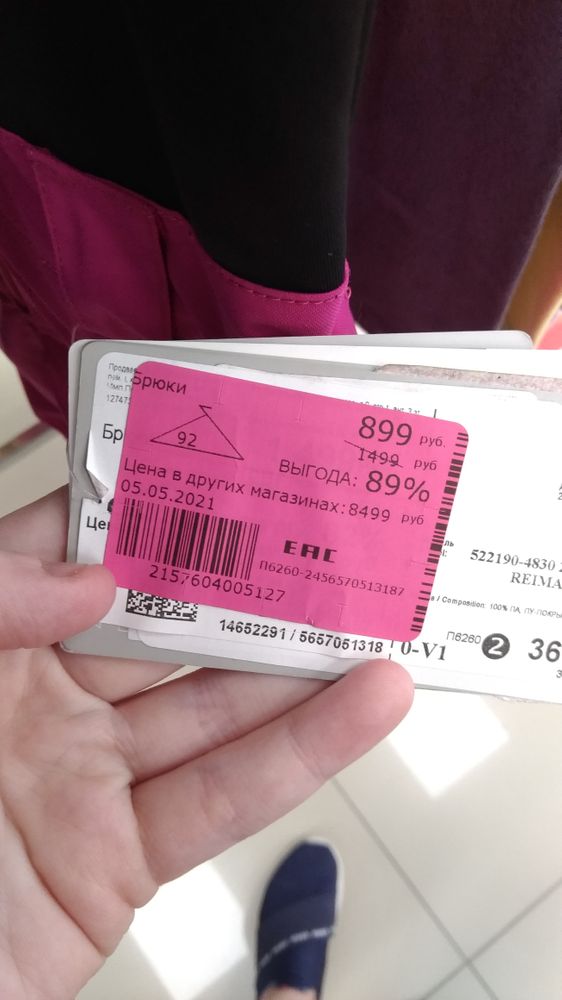 Брюки
92
899 руб.
1499 руб
ВЫГОДА: 89%
Цена в других магазинах:8499 руб
05.05.2021
ЕАС
П6260-2456570513187
2157604005127
14652291 / 5657051318
0-V1
522190-4830
REIMA
/ Composition: 100% ПА,
П6260 2 36